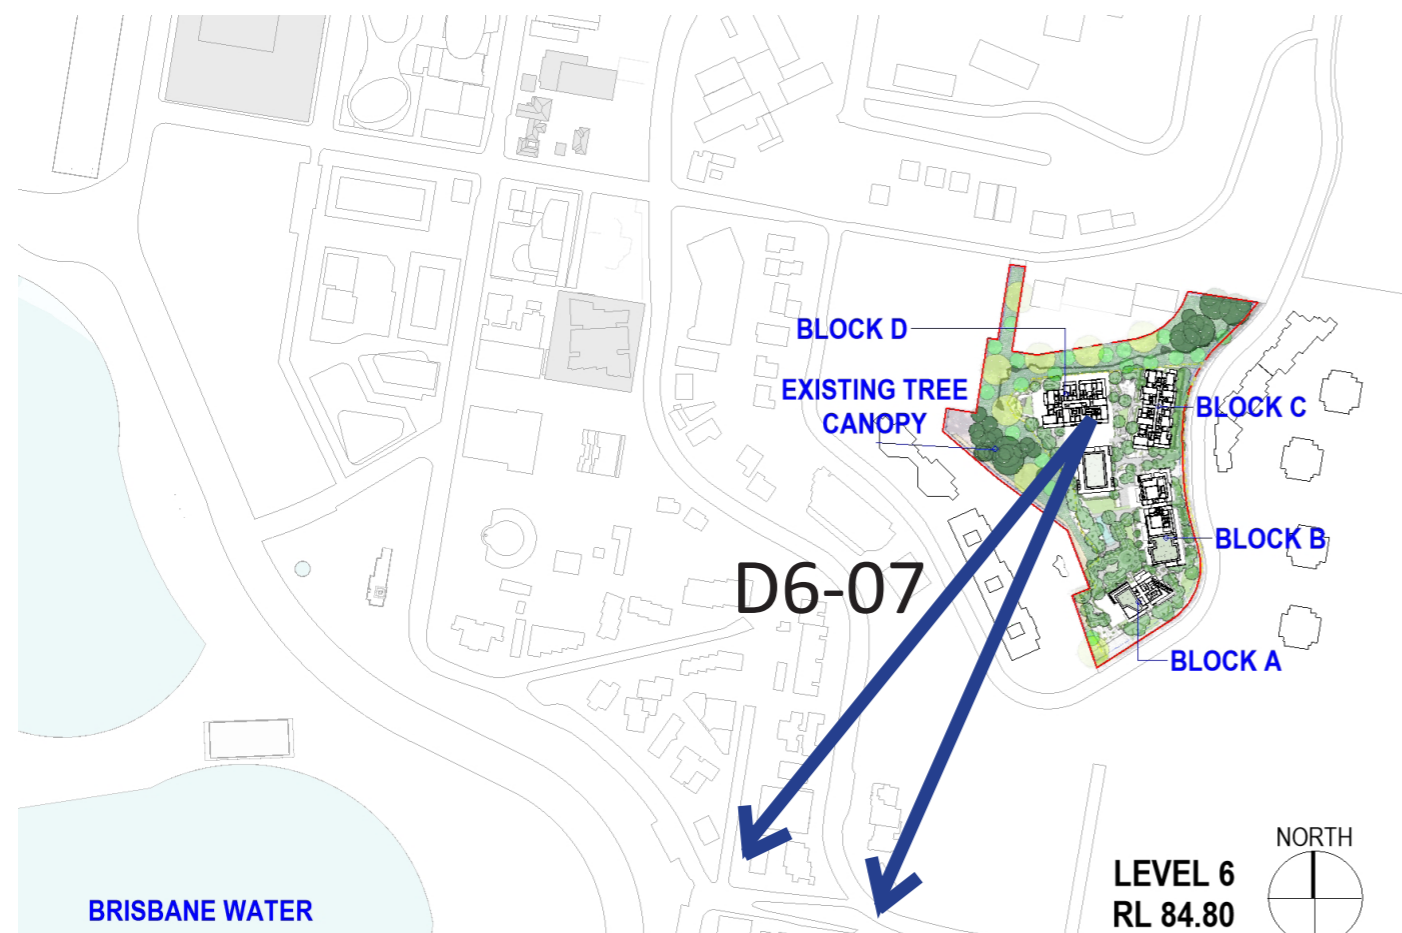 BLOCK D
EXISTING TREE
CANOPY
BLOCK C
BLOCK B
D6-07
BLOCK A
NORTH
LEVEL 6
RL 84.80
BRISBANE WATER